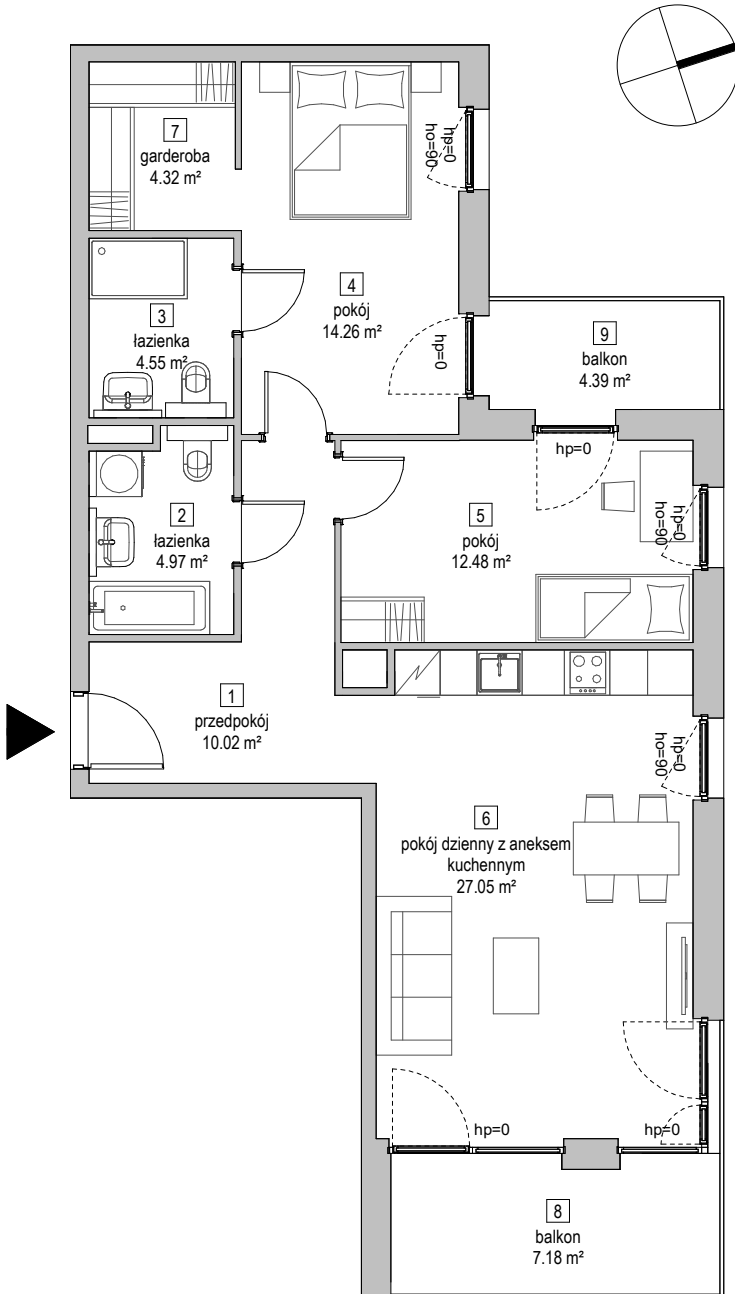 7
garderoba
4.32 m²
hp=0
ho=90
3
łazienka
4.55 m²
4
pokój
14.26 m²
hp=0
9
balkon
4.39 m²
hp=0
2
łazienka
4.97 m²
5
pokój
12.48 m²
hp=0
ho=90
1
przedpokój
10.02 m²
hp=0
ho=90
6
pokój dzienny z aneksem
kuchennym
27.05 m²
hp=0
hp=0
8
balkon
7.18 m²